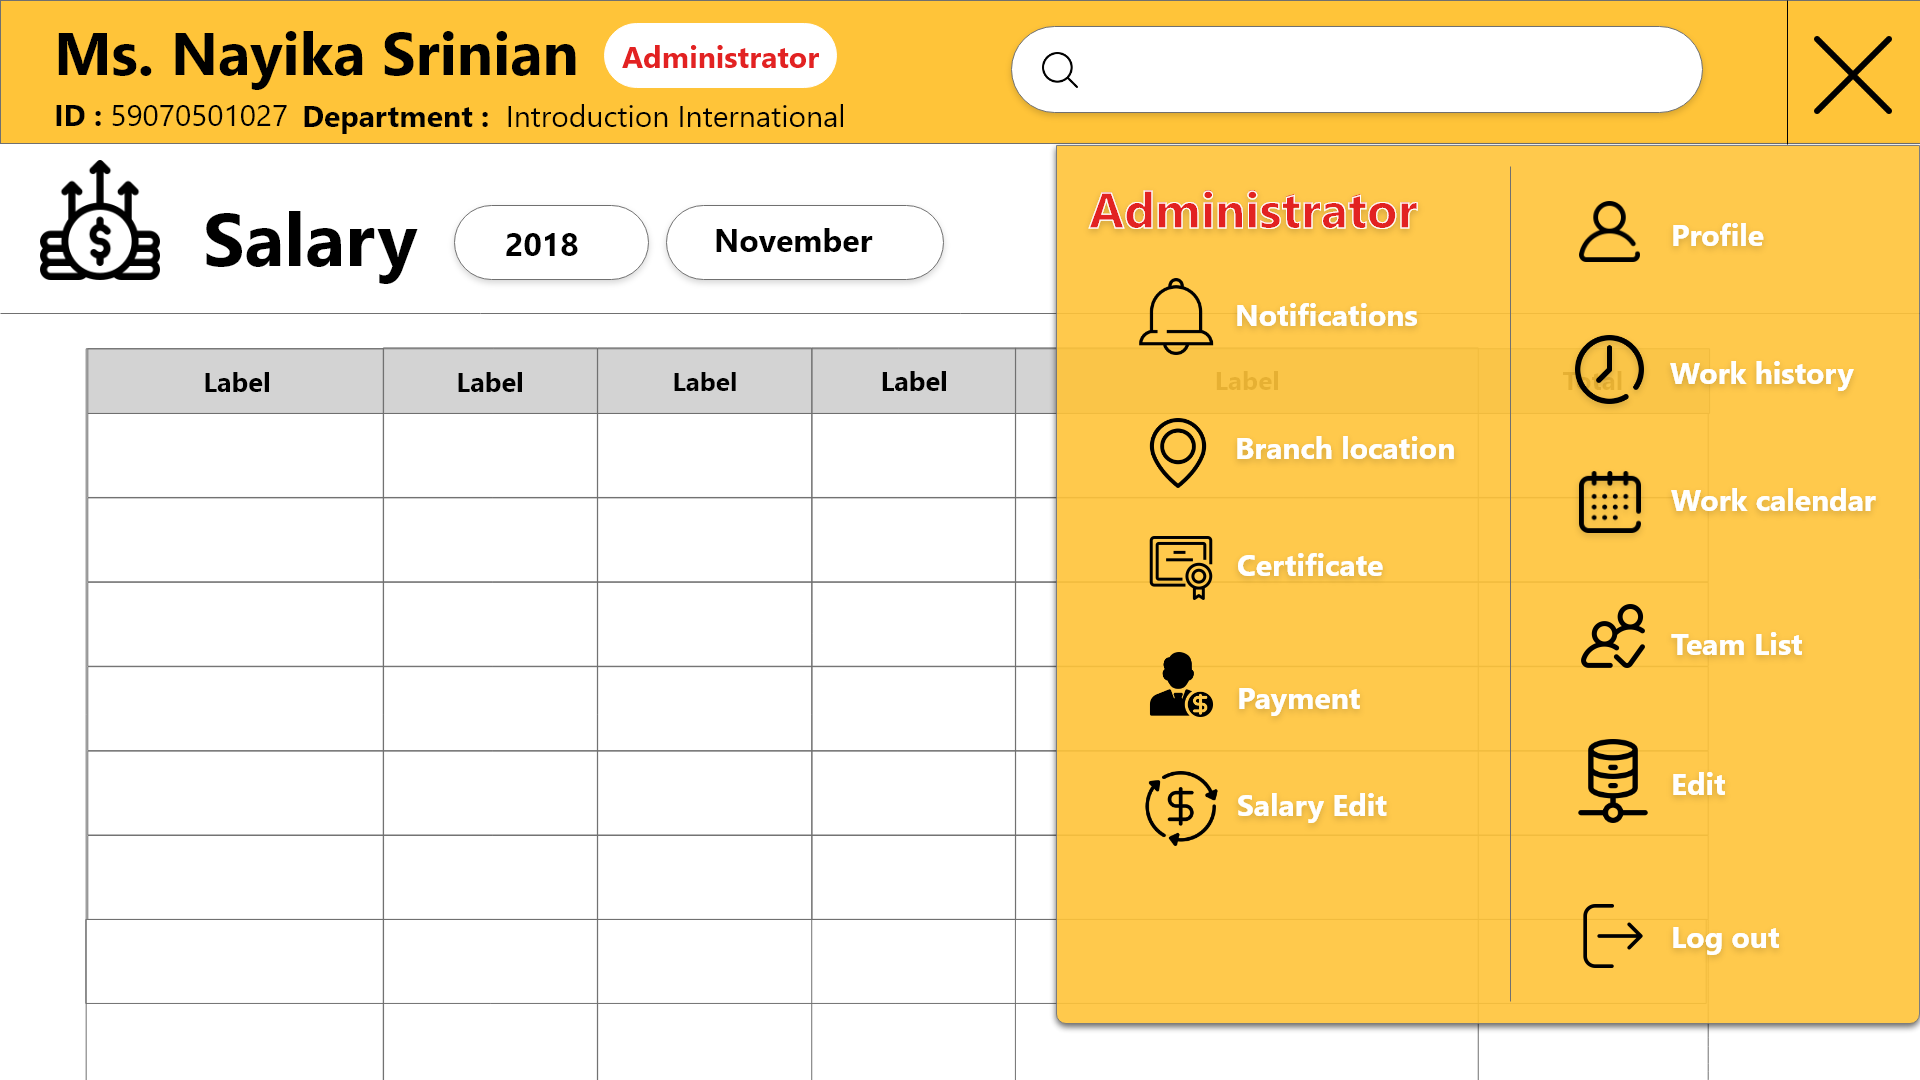 Ms. Nayika Srinian
Administrator
ID : 59070501027 Department : Introduction International
Salary
2018
November
Label
Label
Label
Label
Label
Total
Administrator
Notifications
Branch location
Certificate
Payment
Salary Edit
Profile
Work history
Work calendar
Team List
Edit
Log out